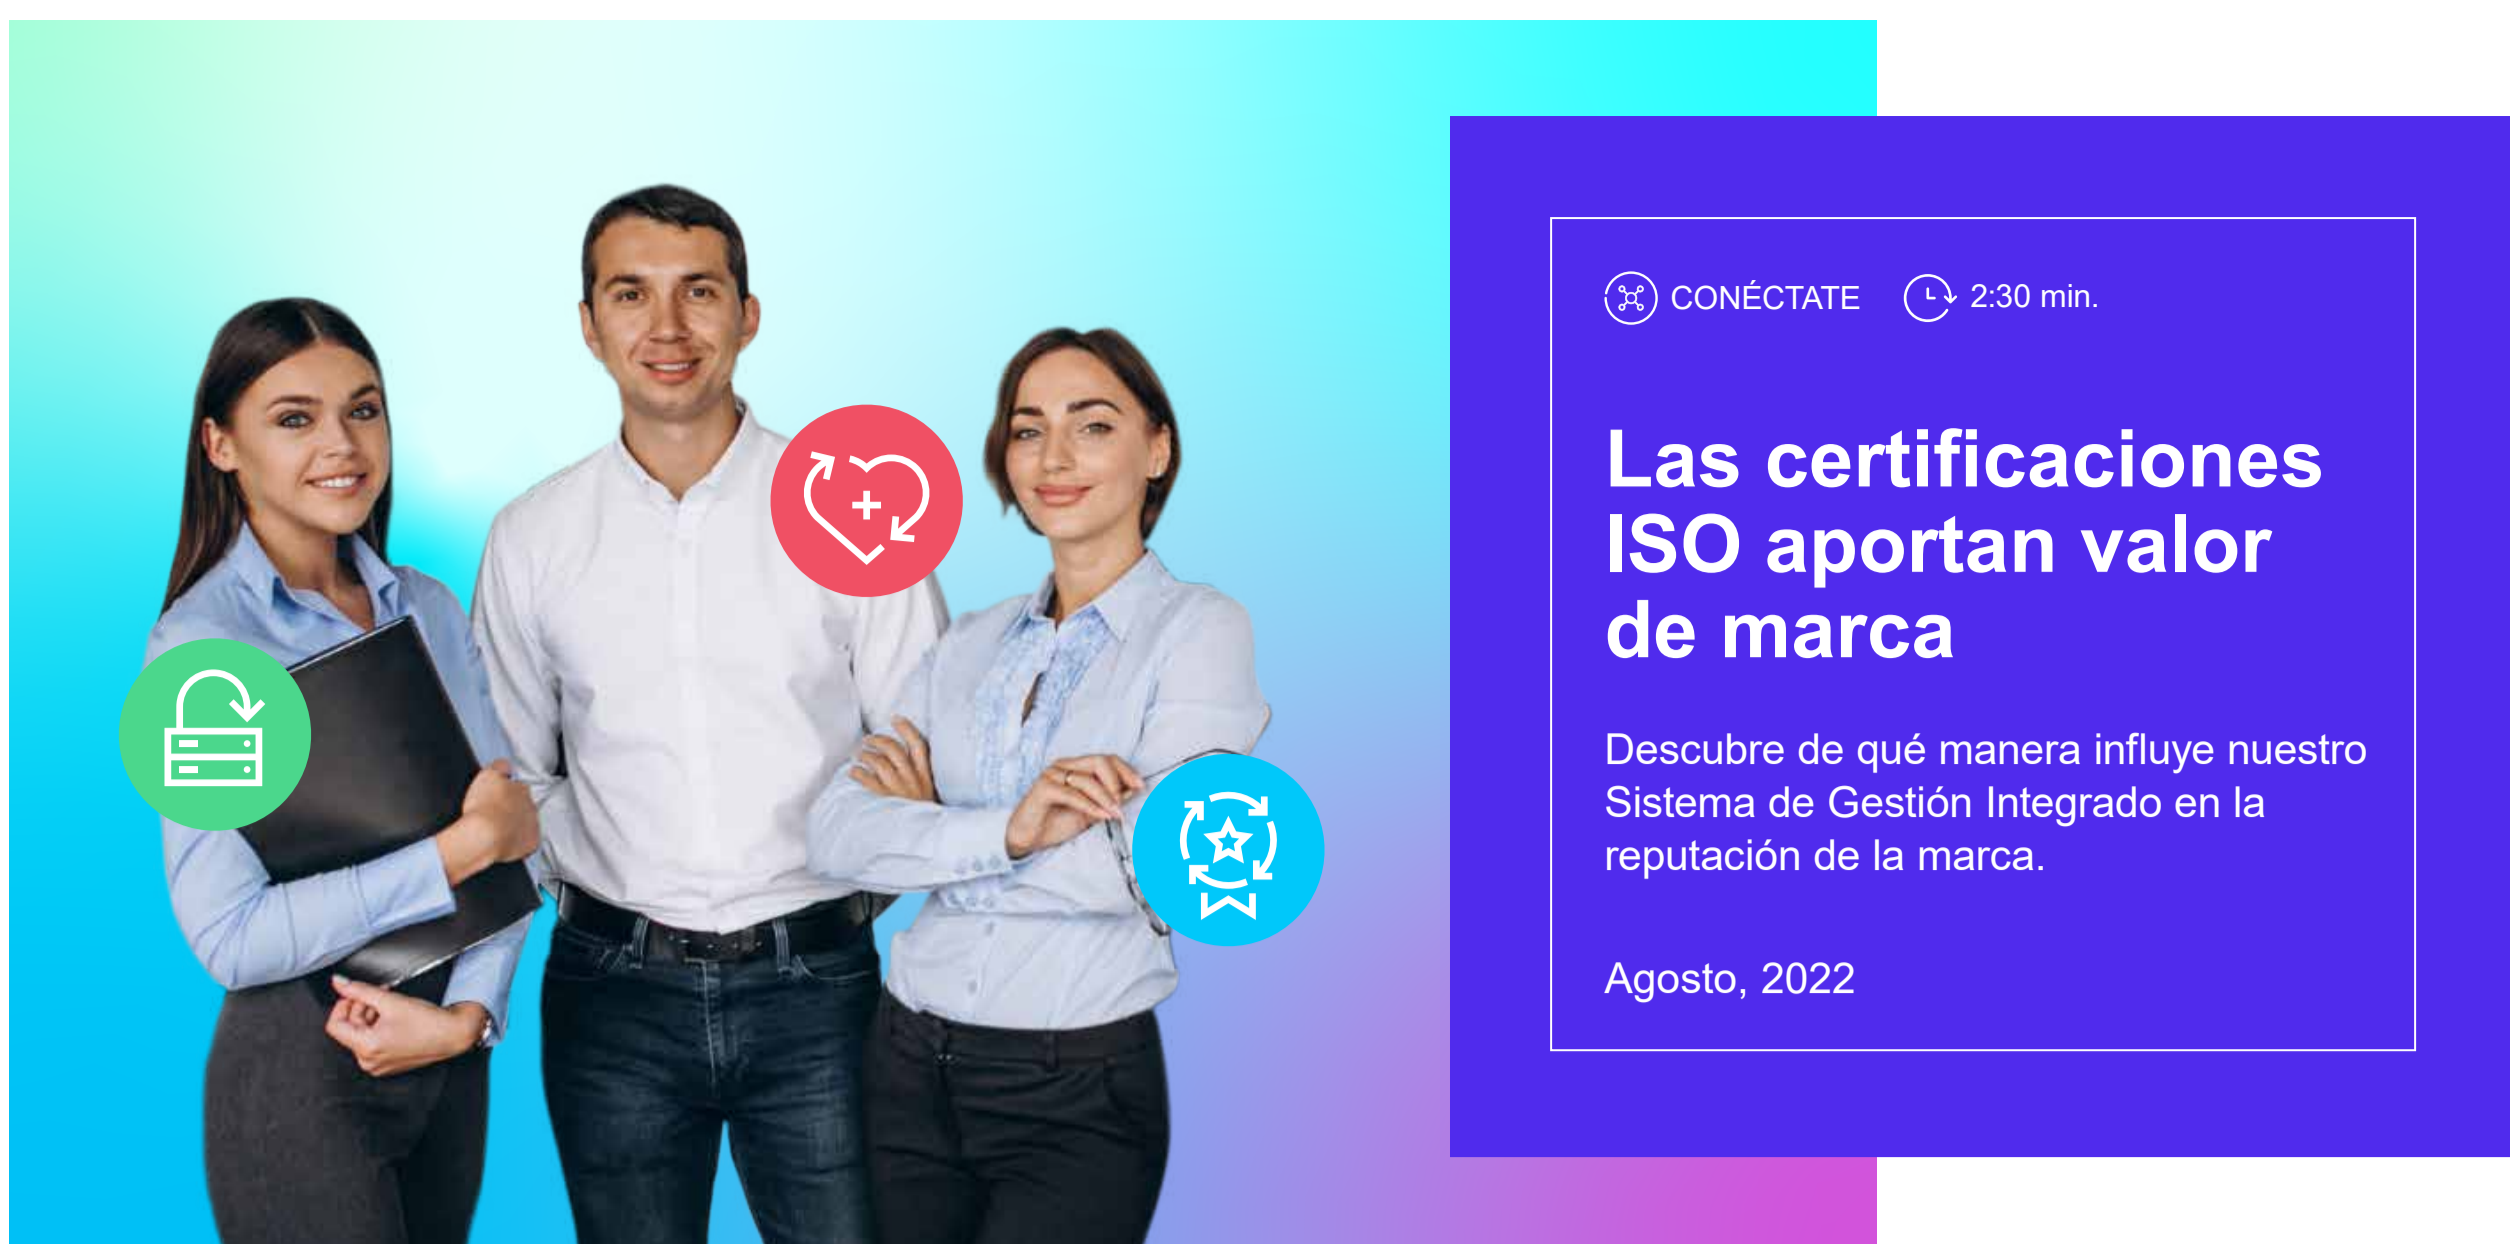 CONÉCTATE 2:30 min.
Las certificaciones
ISO aportan valor
de marca
Descubre de qué manera influye nuestro
Sistema de Gestión Integrado en la
reputación de la marca.
Agosto, 2022